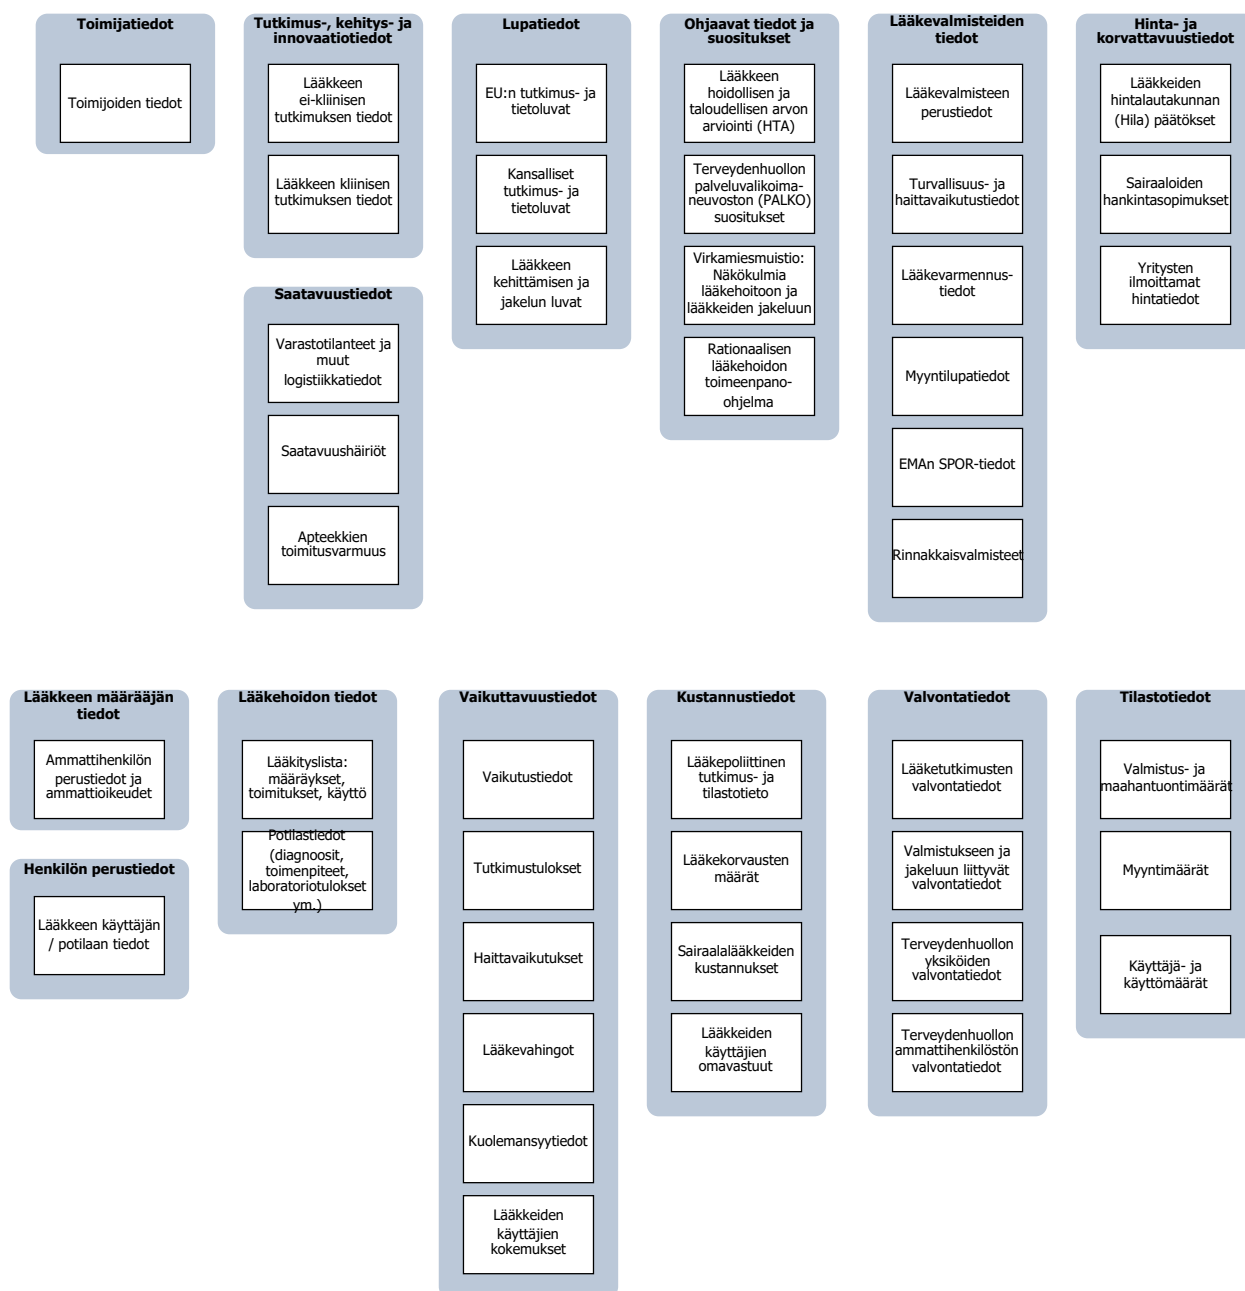 Toimijatiedot
Toimijoiden tiedot
Tutkimus-, kehitys- ja
innovaatiotiedot
Lääkkeen
ei-kliinisen
tutkimuksen tiedot
Lääkkeen kliinisen
tutkimuksen tiedot
Saatavuustiedot
Varastotilanteet ja
muut
logistiikkatiedot
Saatavuushäiriöt
Apteekkien
toimitusvarmuus
Lupatiedot
EU:n tutkimus- ja
tietoluvat
Kansalliset
tutkimus- ja
tietoluvat
Lääkkeen
kehittämisen ja
jakelun luvat
Ohjaavat tiedot ja
suositukset
Lääkkeen
hoidollisen ja
taloudellisen arvon
arviointi (HTA)
Terveydenhuollon
palveluvalikoima-
neuvoston (PALKO)
suositukset
Virkamiesmuistio:
Näkökulmia
lääkehoitoon ja
lääkkeiden jakeluun
Rationaalisen
lääkehoidon
toimeenpano-
ohjelma
Lääkevalmisteiden
tiedot
Lääkevalmisteen
perustiedot
Turvallisuus- ja
haittavaikutustiedot
Lääkevarmennus-
tiedot
Myyntilupatiedot
EMAn SPOR-tiedot
Rinnakkaisvalmisteet
Hinta- ja
korvattavuustiedot
Lääkkeiden
hintalautakunnan
(Hila) päätökset
Sairaaloiden
hankintasopimukset
Yritysten
ilmoittamat
hintatiedot
Lääkkeen määrääjän
tiedot
Ammattihenkilön
perustiedot ja
ammattioikeudet
Henkilön perustiedot
Lääkkeen käyttäjän
/ potilaan tiedot
Lääkehoidon tiedot
Lääkityslista:
määräykset,
toimitukset, käyttö
Potilastiedot
(diagnoosit,
toimenpiteet,
laboratoriotulokset
ym.)
Vaikuttavuustiedot
Vaikutustiedot
Tutkimustulokset
Haittavaikutukset
Lääkevahingot
Kuolemansyytiedot
Lääkkeiden
käyttäjien
kokemukset
Kustannustiedot
Lääkepoliittinen
tutkimus- ja
tilastotieto
Lääkekorvausten
määrät
Sairaalalääkkeiden
kustannukset
Lääkkeiden
käyttäjien
omavastuut
Valvontatiedot
Lääketutkimusten
valvontatiedot
Valmistukseen ja
jakeluun liittyvät
valvontatiedot
Terveydenhuollon
yksiköiden
valvontatiedot
Terveydenhuollon
ammattihenkilöstön
valvontatiedot
Tilastotiedot
Valmistus- ja
maahantuontimäärät
Myyntimäärät
Käyttäjä- ja
käyttömäärät